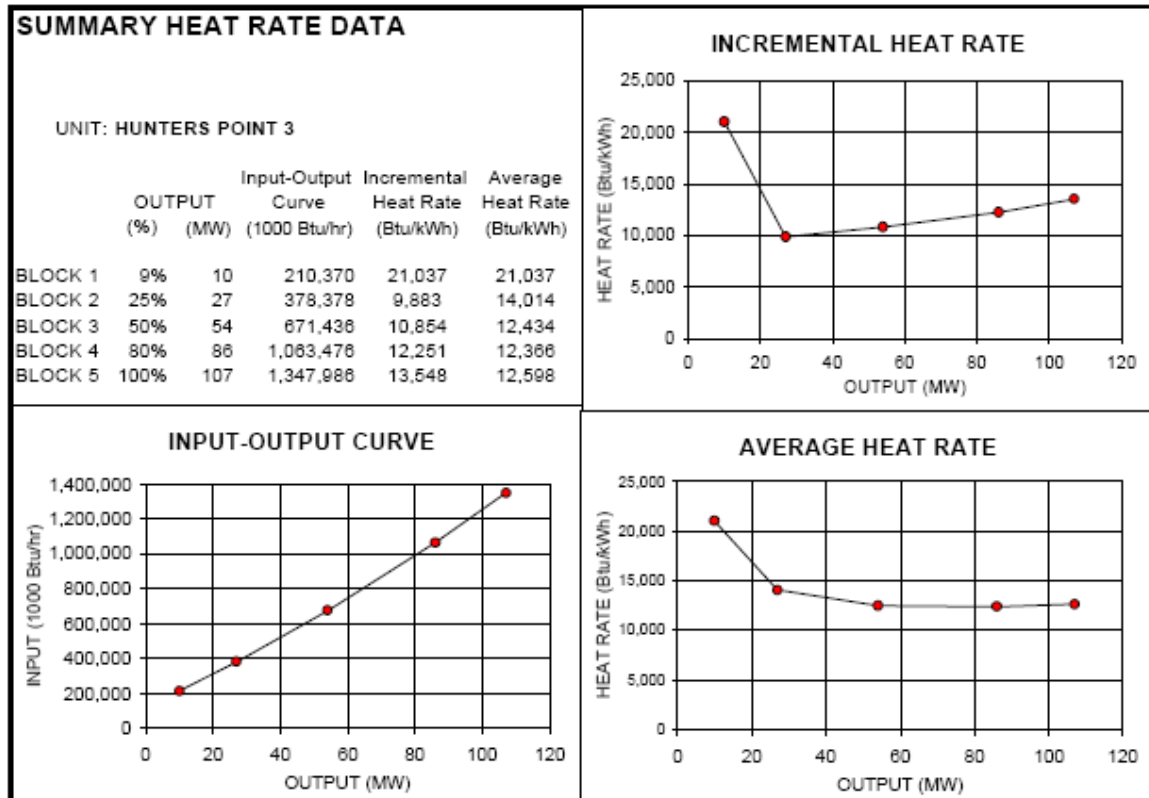 SUMMARY HEAT RATE DATA
UNIT: HUNTERS POINT 3
Input-Output Incremental Average
OUTPUT Curve Heat Rate Heat Rate
(%) (MW) (1000 Btu/hr) (Btu/kWh) (Btu/kWh)
BLOCK 1 9% 10 210,370 21,037 21,037
BLOCK 2 25% 27 378,378 9,883 14,014
BLOCK 3 50% 54 671,436 10,854 12,434
BLOCK 4 80% 86 1,063,476 12,251 12,366
BLOCK 5 100% 107 1,347,986 13,548 12,598
INCREMENTAL HEAT RATE
HEAT RATE (Btu/kWh)
25,000
20,000
15,000
10,000
5,000
0
0 20 40 60 80 100 120
OUTPUT (MW)
INPUT-OUTPUT CURVE
INPUT (1000 Btu/hr)
1,400,000
1,200,000
1,000,000
800,000
600,000
400,000
200,000
0
0 20 40 60 80 100 120
OUTPUT (MW)
AVERAGE HEAT RATE
HEAT RATE (Btu/kWh)
25,000
20,000
15,000
10,000
5,000
0
0 20 40 60 80 100 120
OUTPUT (MW)